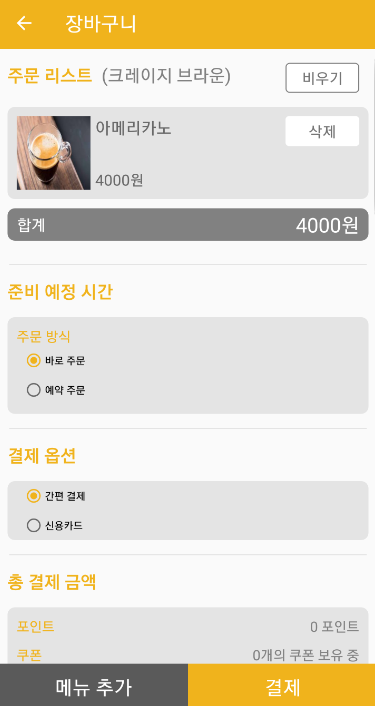 장바구니
주문 리스트 (크레이지 브라운) 비우기
아메리카노 삭제
4000원
합계 4000원
준비 예정 시간
주문 방식
바로 주문
예약 주문
결제 옵션
간편 결제
신용카드
총 결제 금액
포인트 0 포인트
쿠폰 0개의 쿠폰 보유 중
메뉴 추가 결제